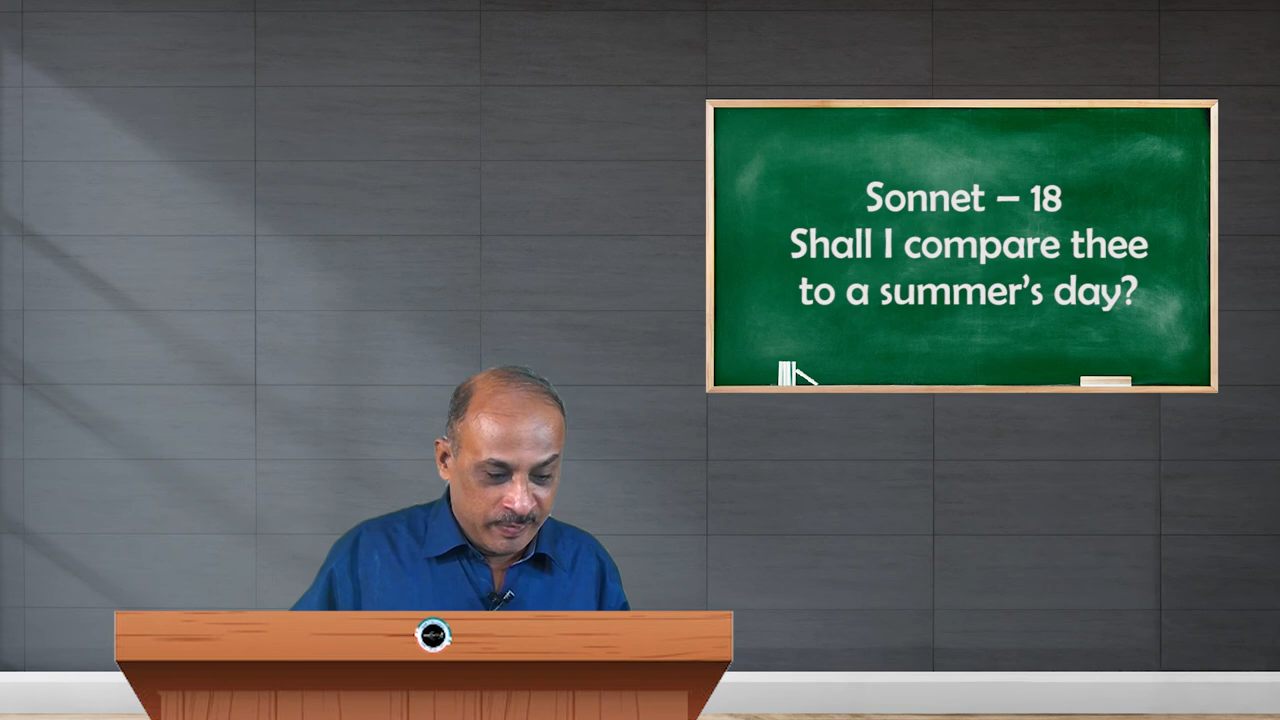 Sonnet – 18
Shall I compare thee
to a summer’s day?